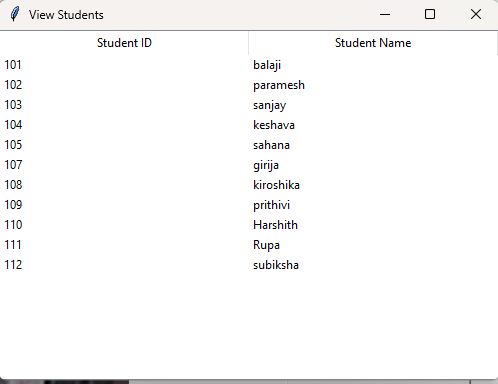 View Students
Student ID Student Name
101 balaji
102 paramesh
103 sanjay
104 keshava
105 sahana
107 girija
108 kiroshika
109 prithivi
110 Harshith
111 Rupa
112 subiksha